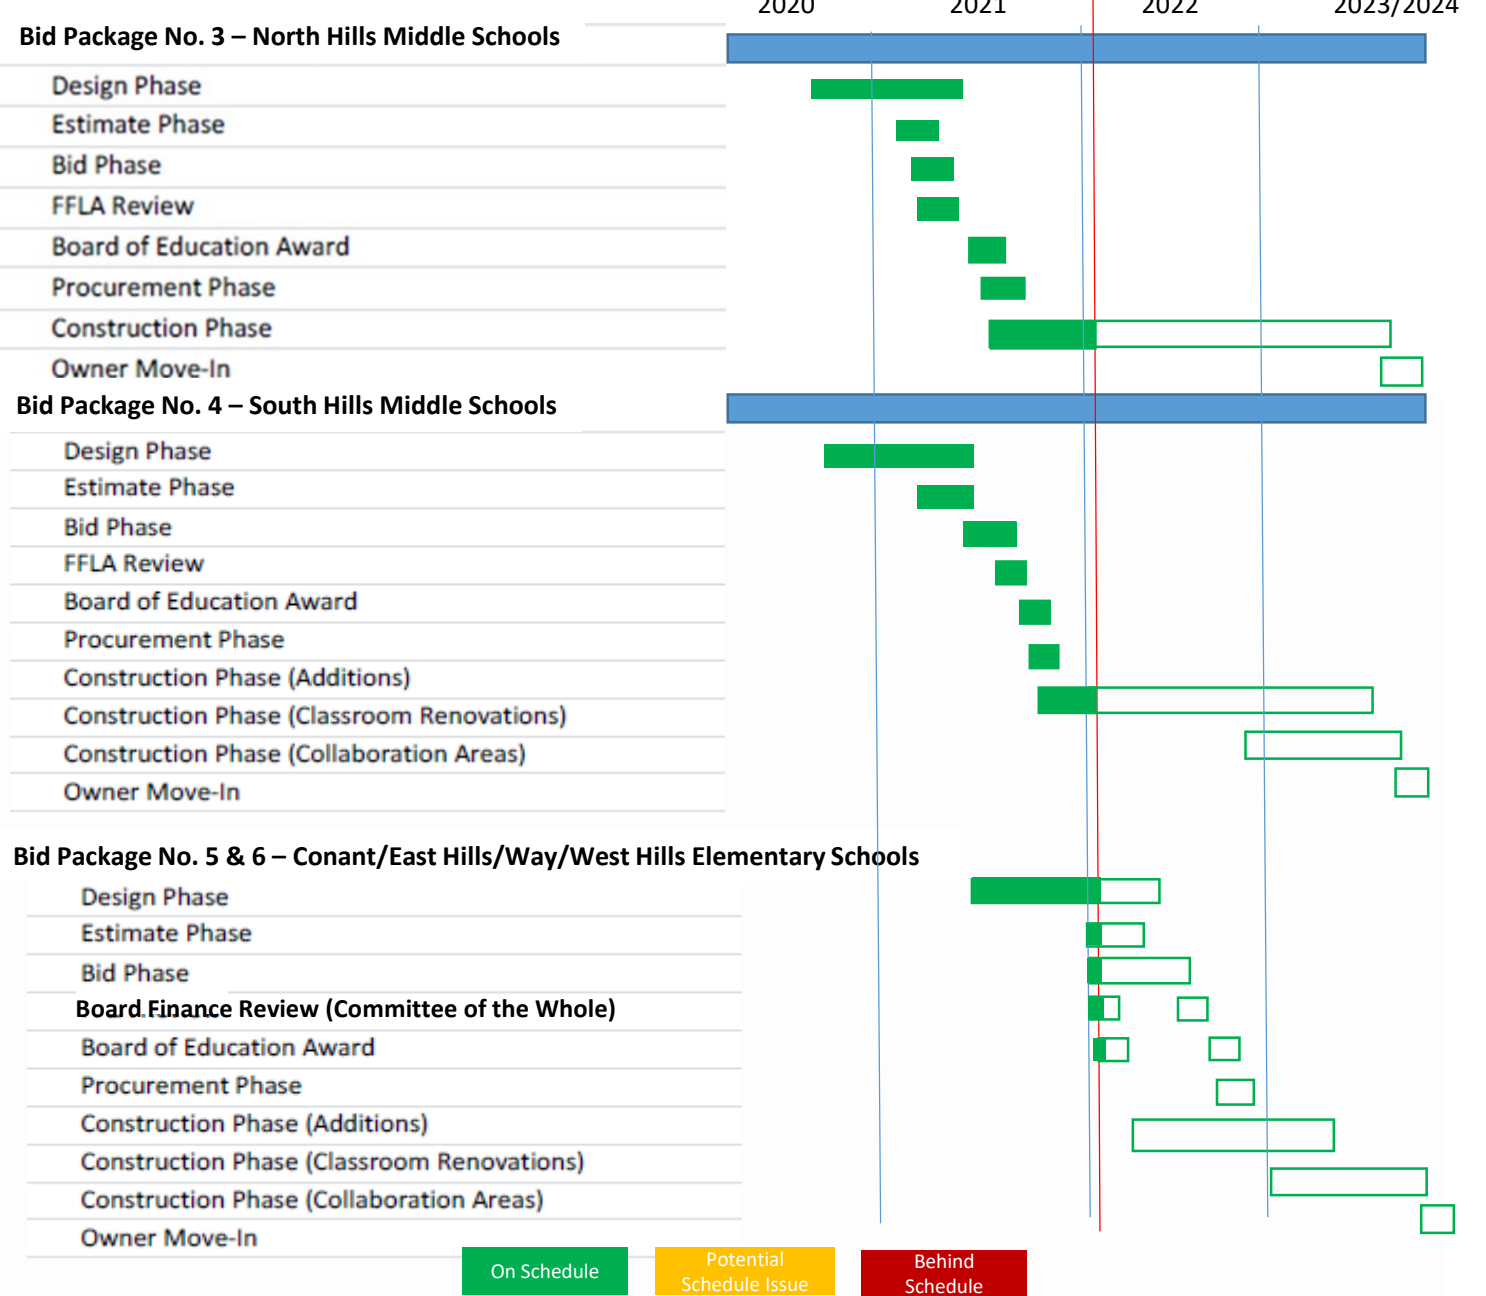 2020 2021 2022 2023/2024
Bid Package No. 3 – North Hills Middle Schools
Design Phase
Estimate Phase
Bid Phase
FFLA Review
Board of Education Award
Procurement Phase
Construction Phase
Owner Move-In
Bid Package No. 4 – South Hills Middle Schools
Design Phase
Estimate Phase
Bid Phase
FFLA Review
Board of Education Award
Procurement Phase
Construction Phase (Additions)
Construction Phase (Classroom Renovations)
Construction Phase (Collaboration Areas)
Owner Move-In
Bid Package No. 5 & 6 – Conant/East Hills/Way/West Hills Elementary Schools
Design Phase
Estimate Phase
Bid Phase
Board Finance Review (Committee of the Whole)
Board of Education Award
Procurement Phase
Construction Phase (Additions)
Construction Phase (Classroom Renovations)
Construction Phase (Collaboration Areas)
Owner Move-In
On Schedule
Potential
Schedule Issue
Behind
Schedule